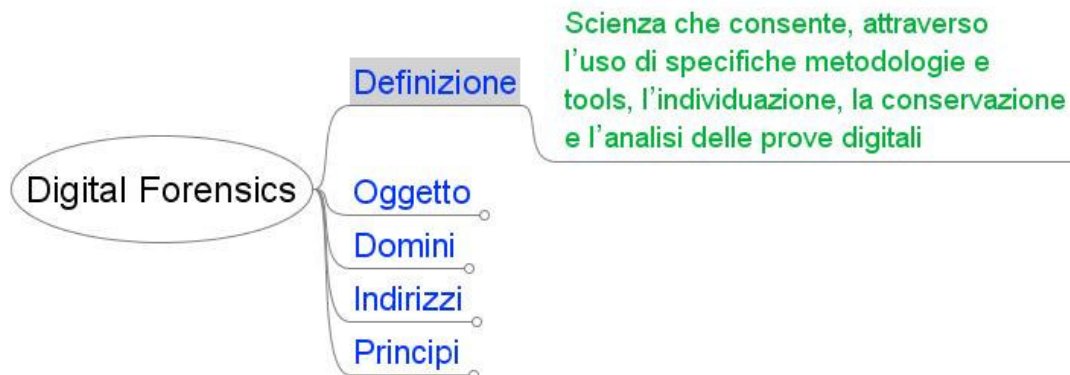 Digital Forensics
Definizione
Scienza che consente, attraverso
l'uso di specifiche metodologie e
tools, l'individuazione, la conservazione
e l'analisi delle prove digitali
Oggetto
Domini
Indirizzi
Principi